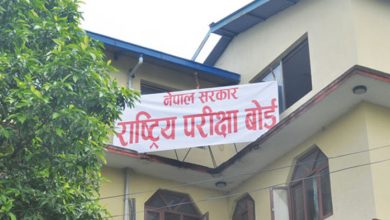 नेपाल सरकार
राष्ट्रिय परीक्षा बोर्ड